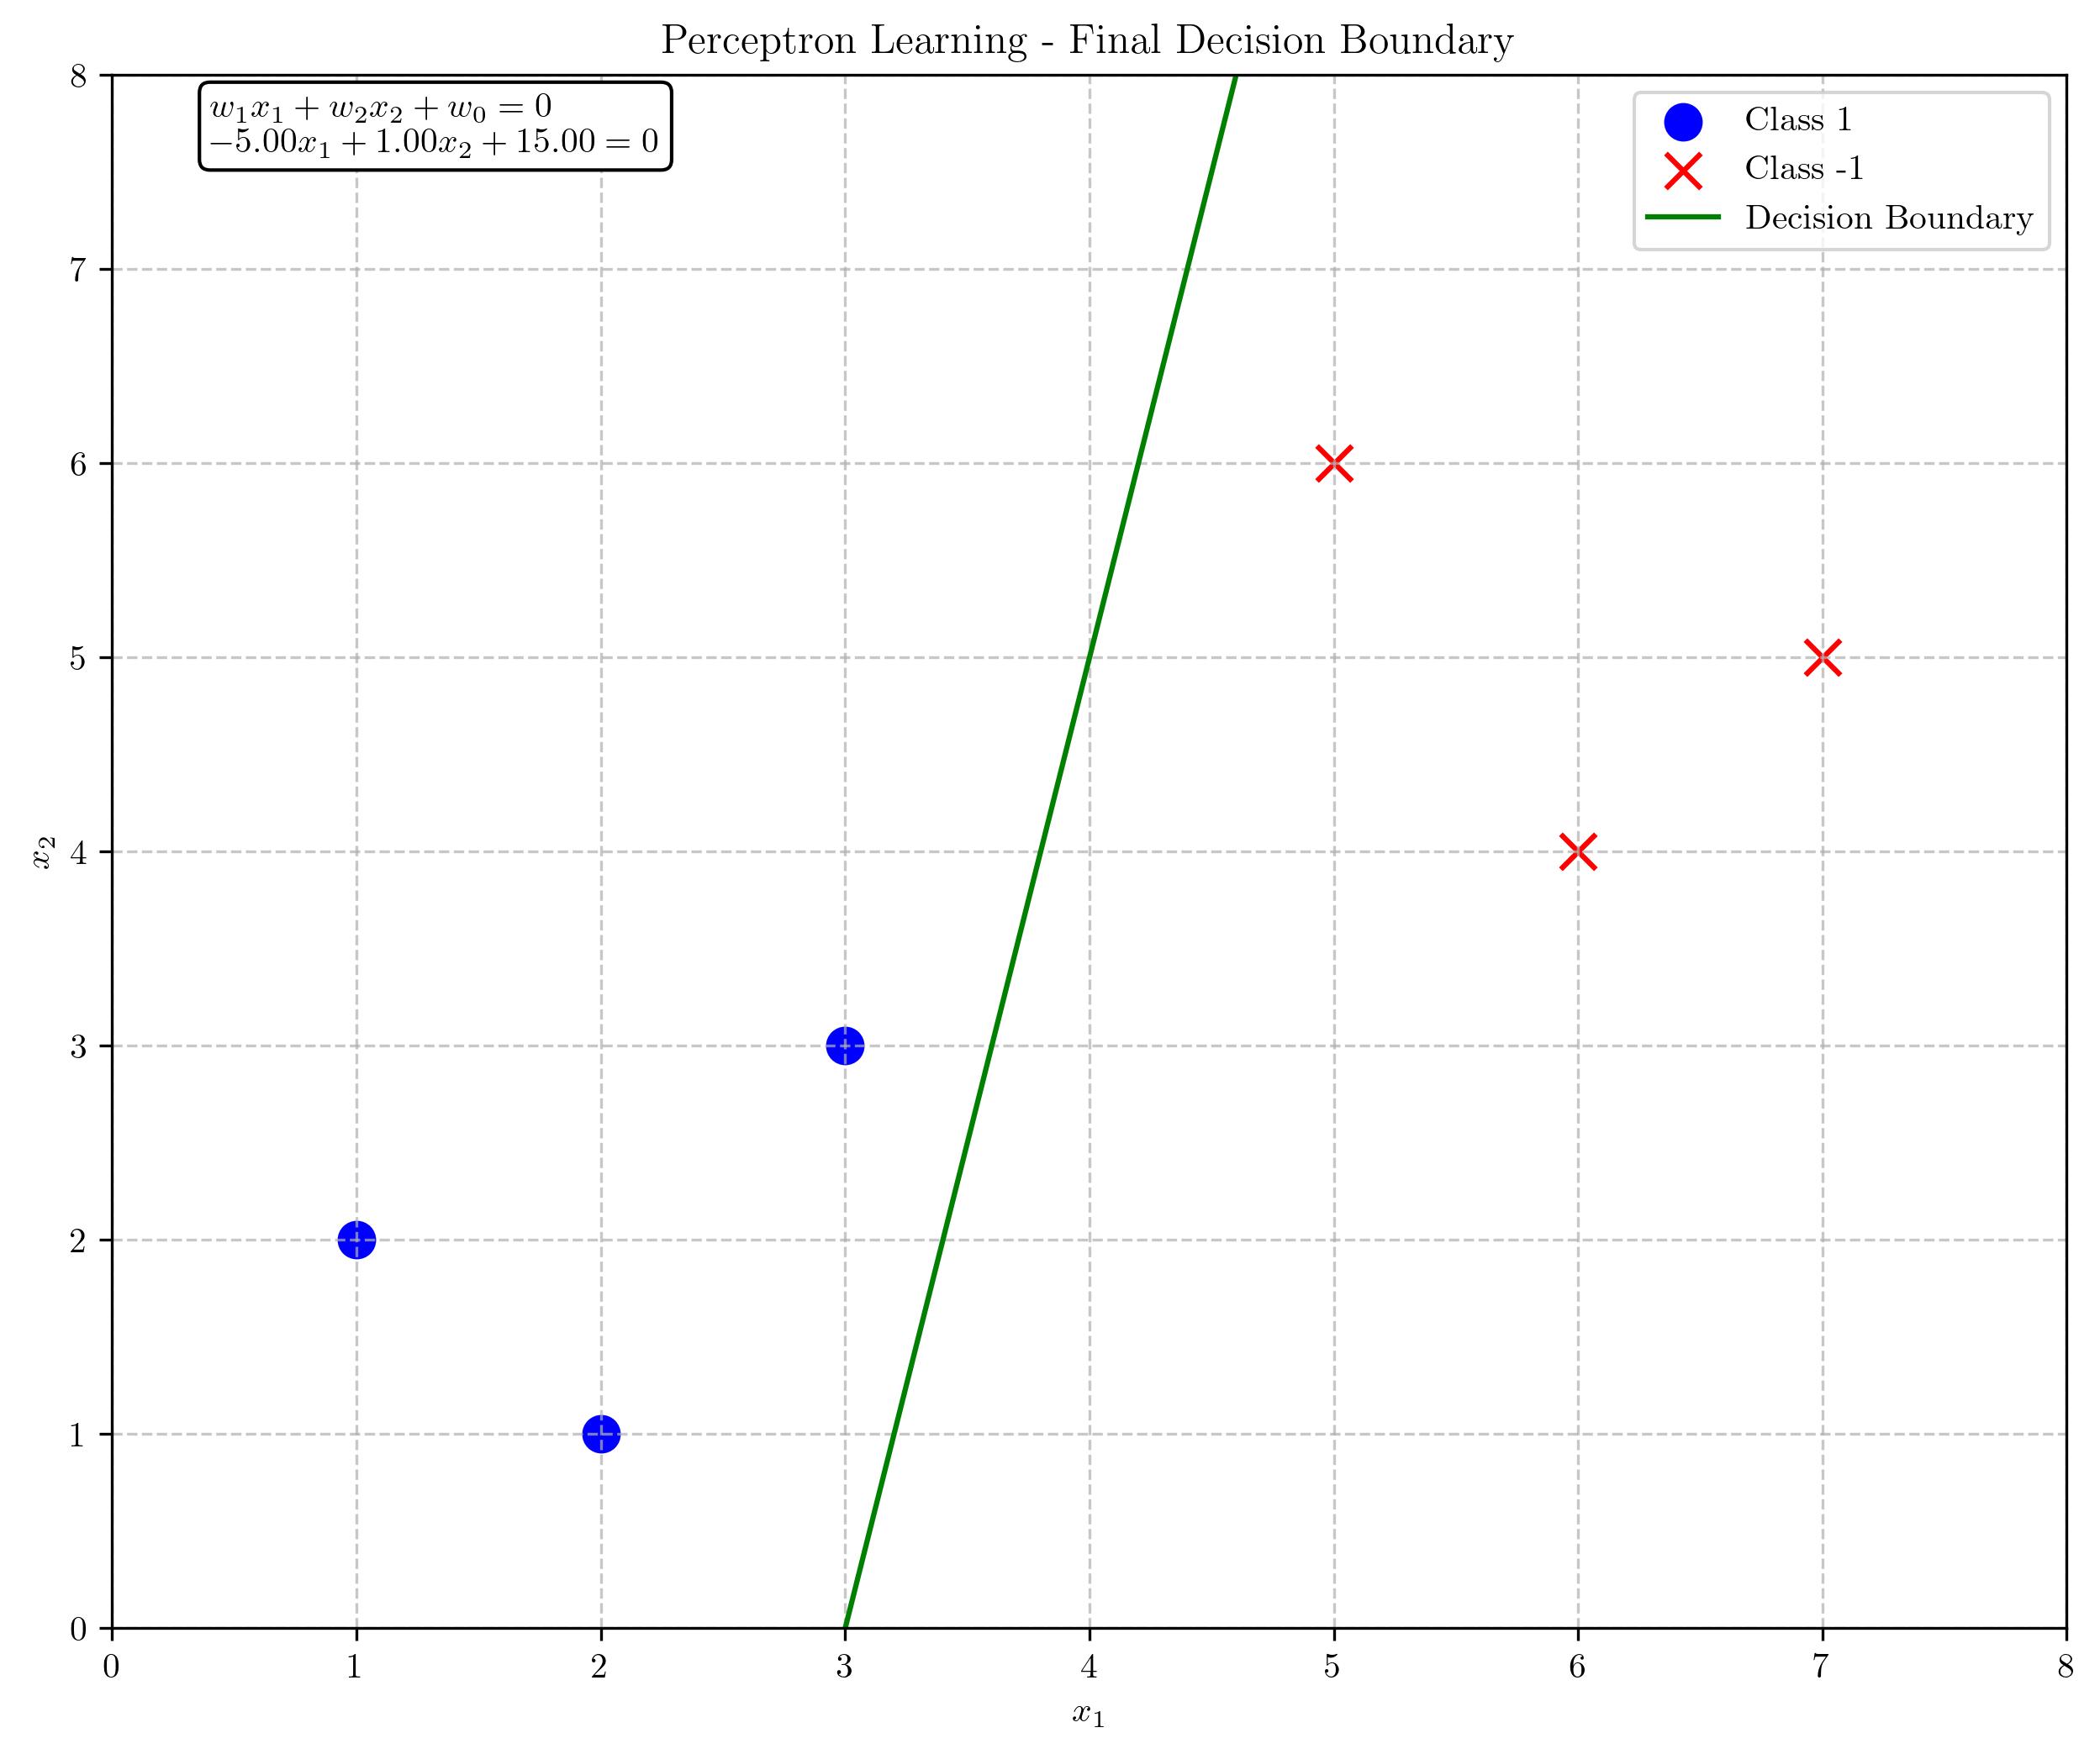 Perceptron Learning - Final Decision Boundary
w₁x₁ + w₂x₂ + w₀ = 0
−5.00x₁ + 1.00x₂ + 15.00 = 0
Class 1
Class -1
Decision Boundary
8
7
6
5
4
3
2
1
0
x₂
0 1 2 3 4 5 6 7 8
x₁